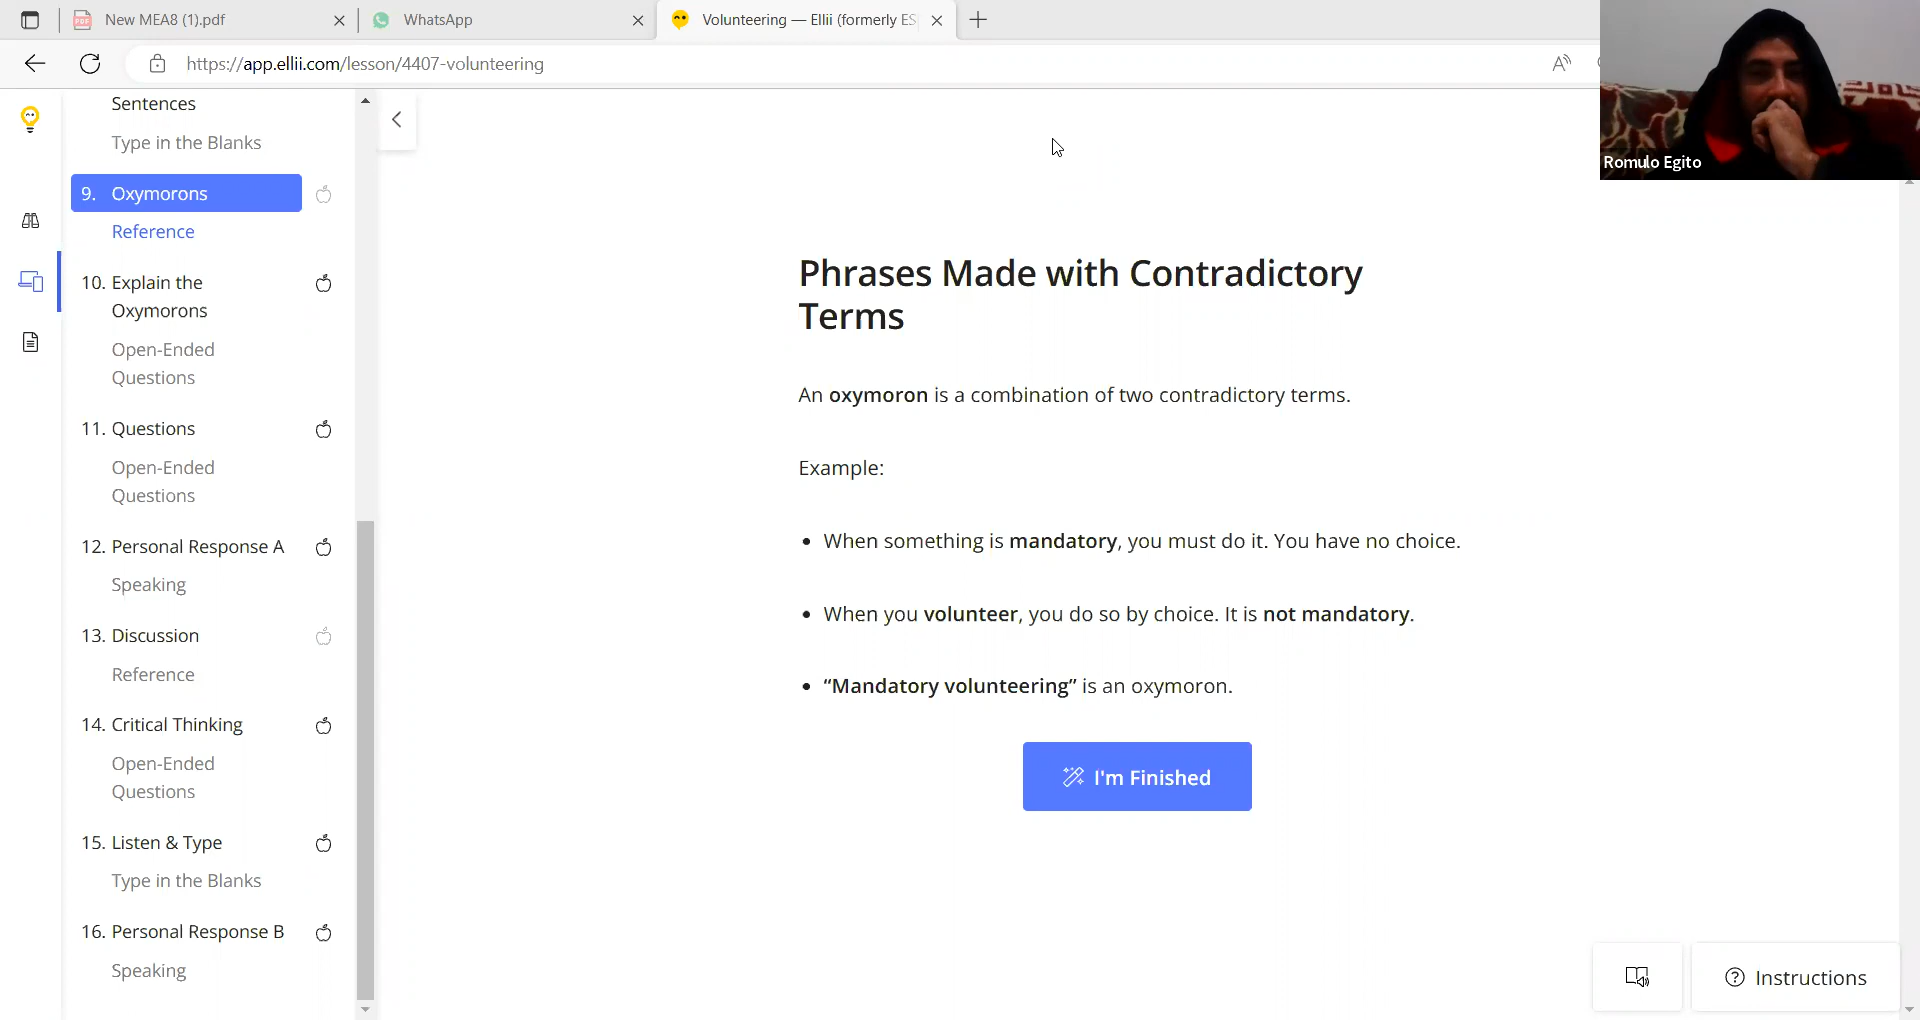 New MEA8 (1).pdf
WhatsApp
Volunteering — Ellii (formerly ES
https://app.ellii.com/lesson/4407-volunteering
Romulo Egito
Sentences
Type in the Blanks
9. Oxymorons
Reference
10. Explain the
Oxymorons
Open-Ended
Questions
11. Questions
Open-Ended
Questions
12. Personal Response A
Speaking
13. Discussion
Reference
14. Critical Thinking
Open-Ended
Questions
15. Listen & Type
Type in the Blanks
16. Personal Response B
Speaking
Phrases Made with Contradictory
Terms
An oxymoron is a combination of two contradictory terms.
Example:
• When something is mandatory, you must do it. You have no choice.
• When you volunteer, you do so by choice. It is not mandatory.
• “Mandatory volunteering” is an oxymoron.
I'm Finished
Instructions